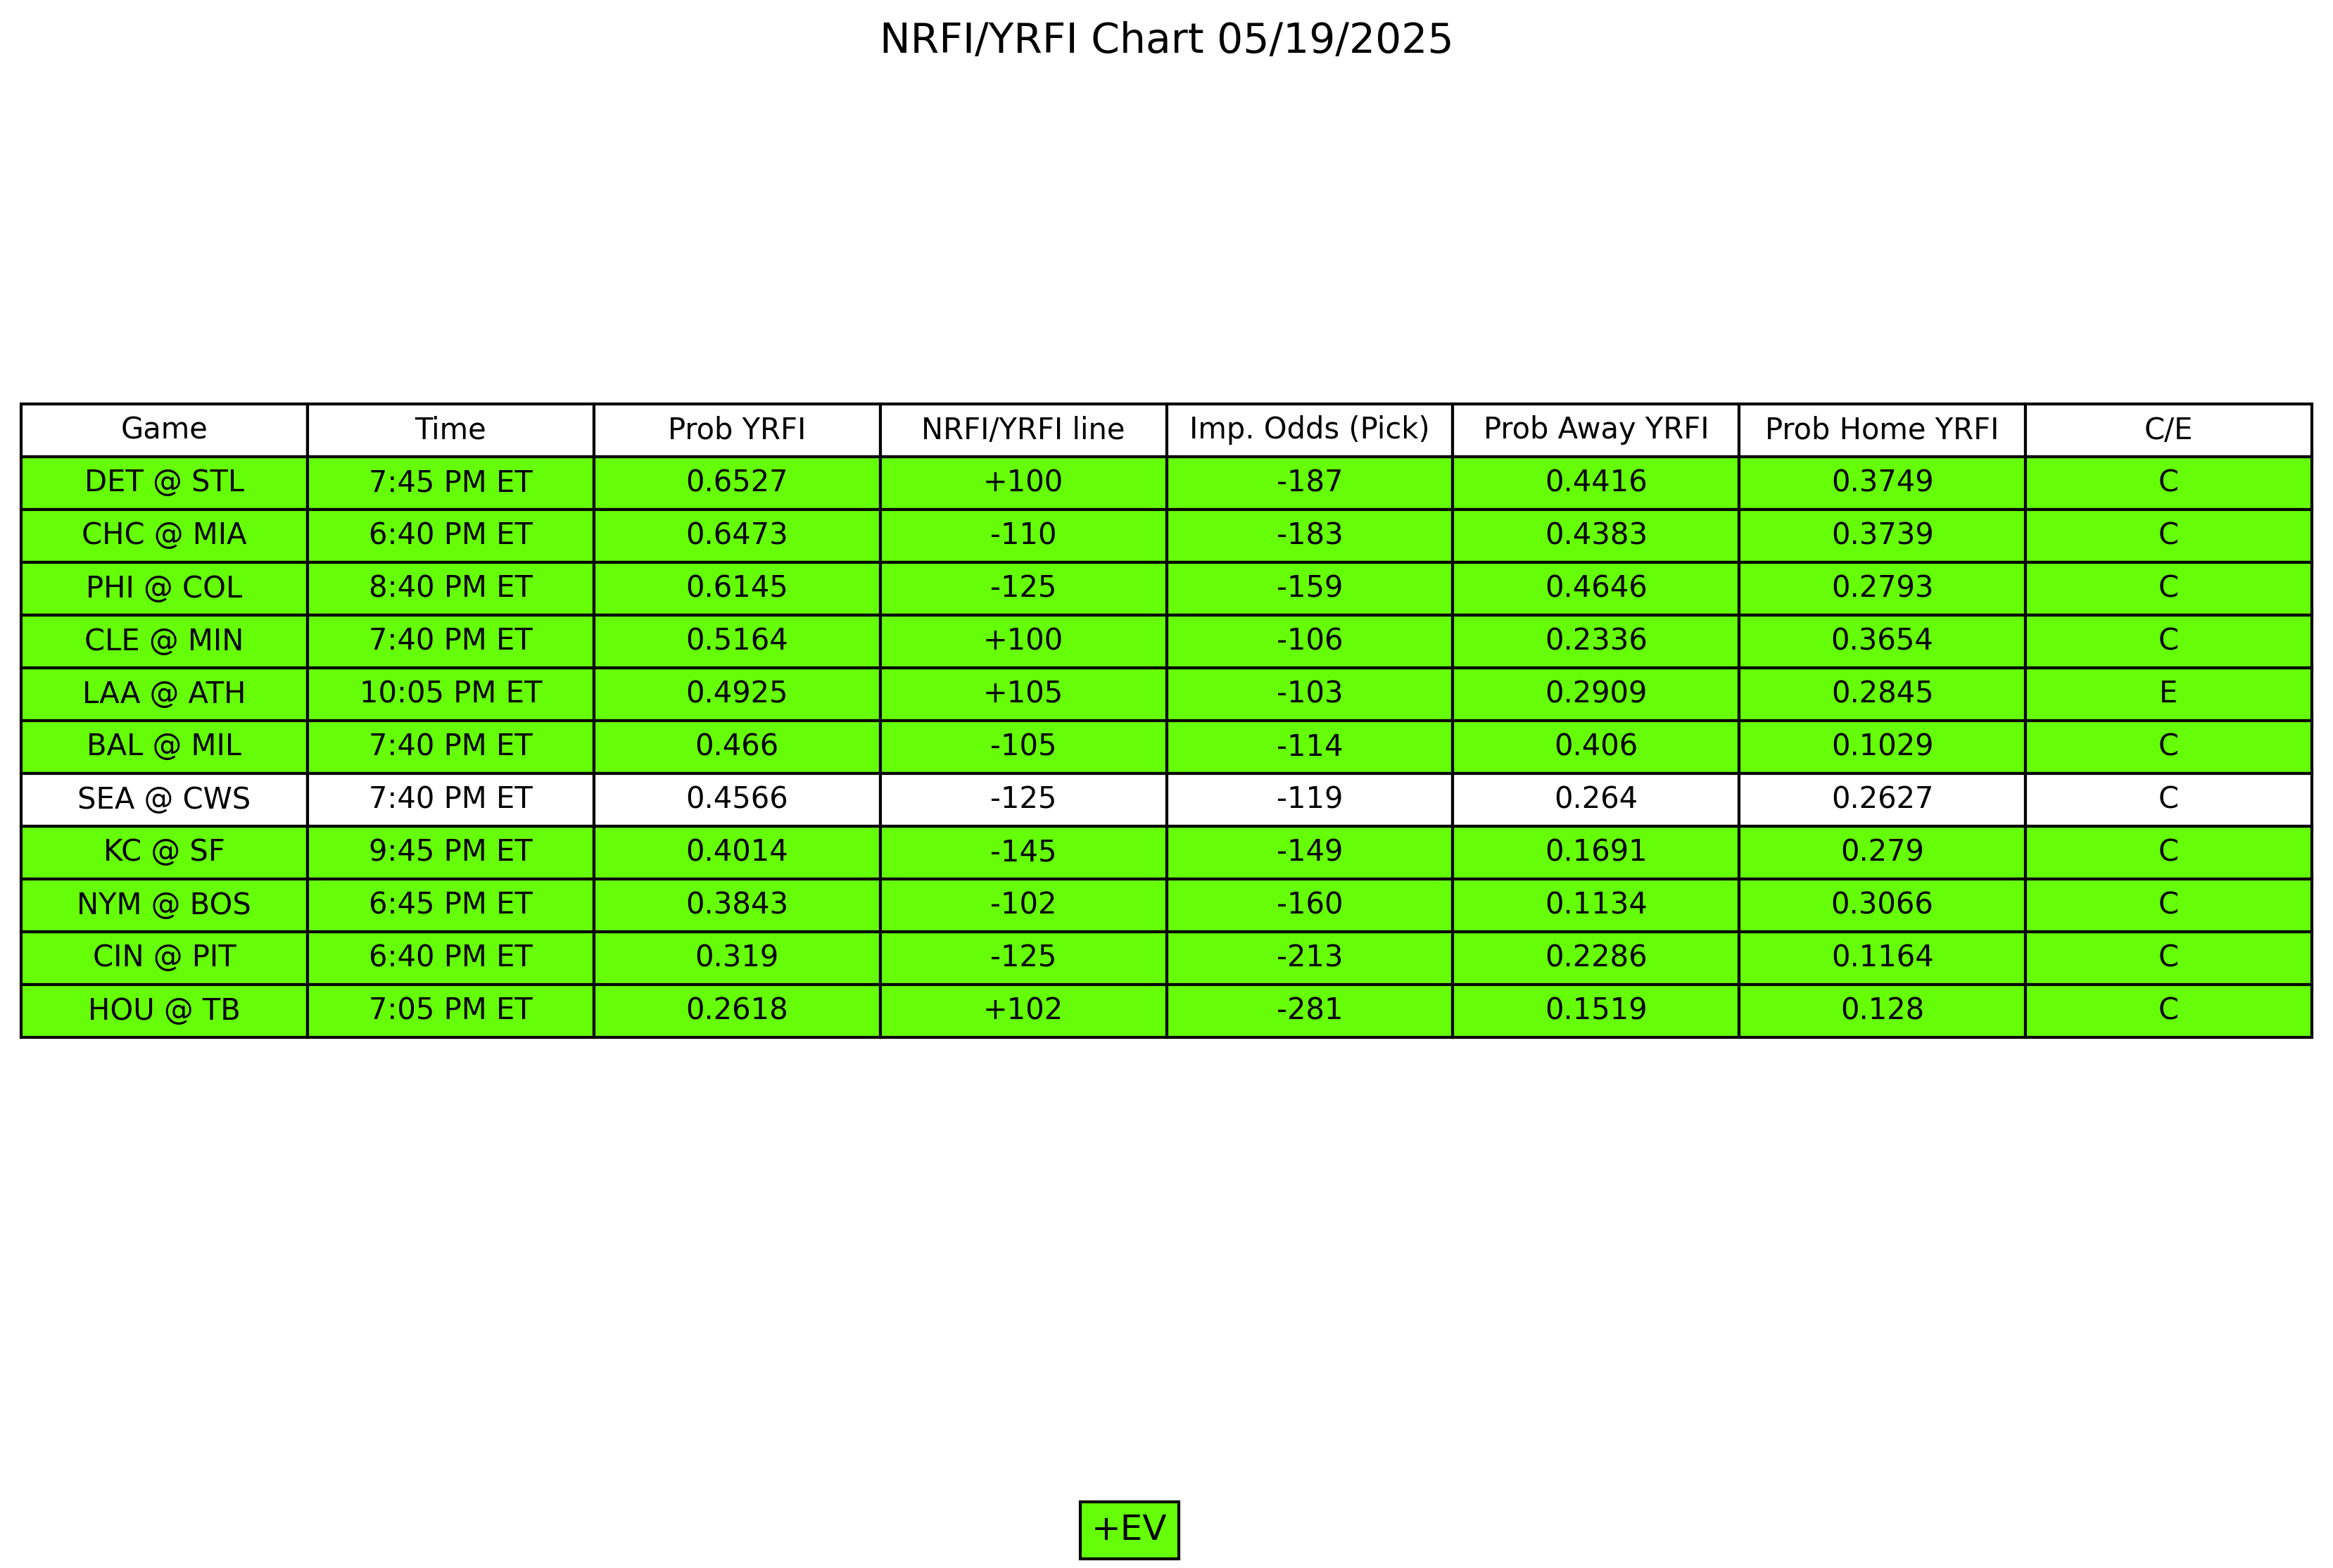 NRFI/YRFI Chart 05/19/2025
Game Time Prob YRFI NRFI/YRFI line Imp. Odds (Pick) Prob Away YRFI Prob Home YRFI C/E
DET @ STL 7:45 PM ET 0.6527 +100 -187 0.4416 0.3749 C
CHC @ MIA 6:40 PM ET 0.6473 -110 -183 0.4383 0.3739 C
PHI @ COL 8:40 PM ET 0.6145 -125 -159 0.4646 0.2793 C
CLE @ MIN 7:40 PM ET 0.5164 +100 -106 0.2336 0.3654 C
LAA @ ATH 10:05 PM ET 0.4925 +105 -103 0.2909 0.2845 E
BAL @ MIL 7:40 PM ET 0.466 -105 -114 0.406 0.1029 C
SEA @ CWS 7:40 PM ET 0.4566 -125 -119 0.264 0.2627 C
KC @ SF 9:45 PM ET 0.4014 -145 -149 0.1691 0.279 C
NYM @ BOS 6:45 PM ET 0.3843 -102 -160 0.1134 0.3066 C
CIN @ PIT 6:40 PM ET 0.319 -125 -213 0.2286 0.1164 C
HOU @ TB 7:05 PM ET 0.2618 +102 -281 0.1519 0.128 C
+EV